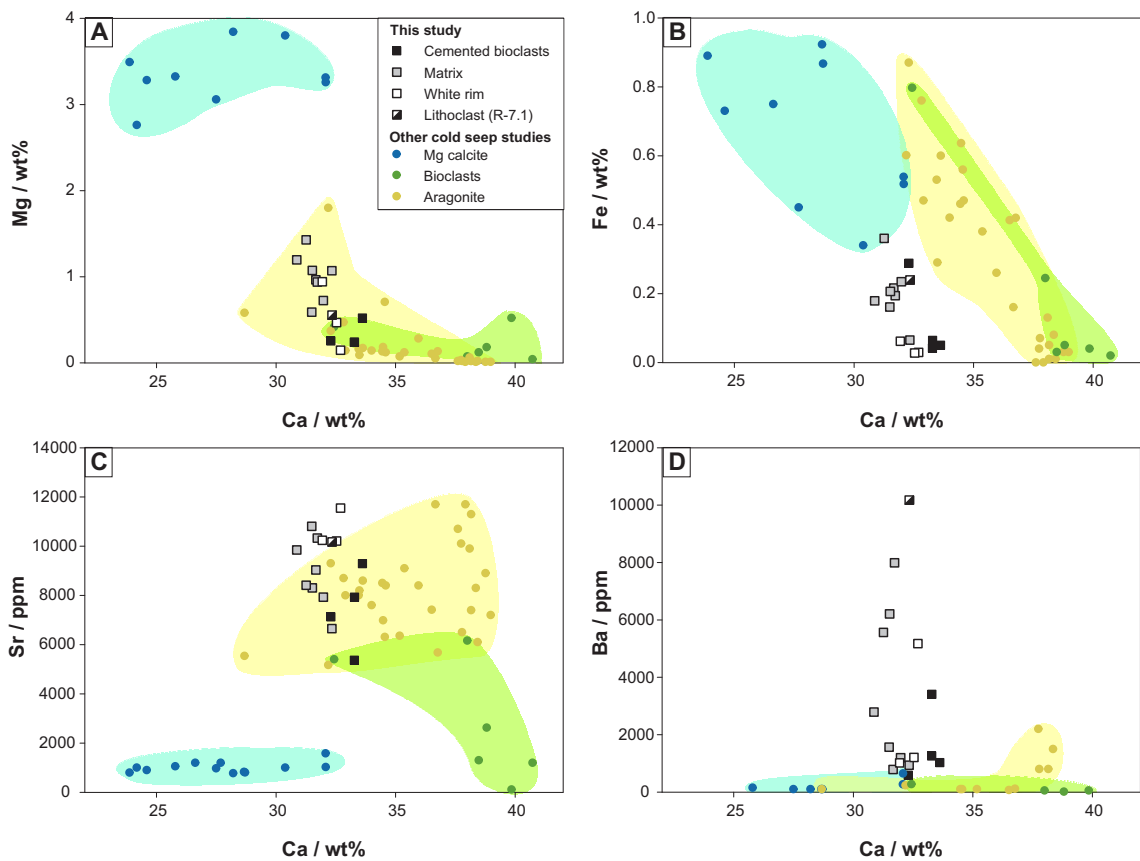 A
Mg / wt%
4
3
2
1
0
25
30
35
40
Ca / wt%
This study
Cemented bioclasts
Matrix
White rim
Lithoclast (R-7.1)
Other cold seep studies
Mg calcite
Bioclasts
Aragonite
B
Fe / wt%
1.0
0.8
0.6
0.4
0.2
0.0
25
30
35
40
Ca / wt%
C
Sr / ppm
14000
12000
10000
8000
6000
4000
2000
0
25
30
35
40
Ca / wt%
D
Ba / ppm
12000
10000
8000
6000
4000
2000
0
25
30
35
40
Ca / wt%